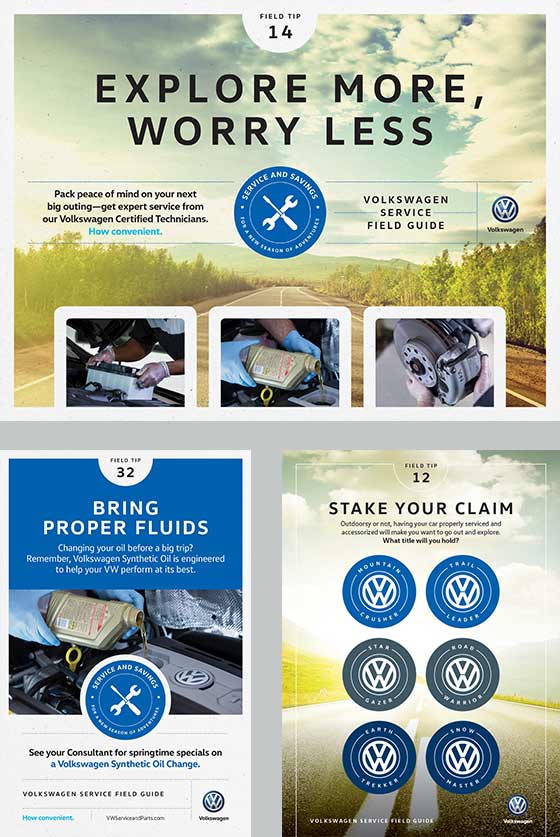 FIELD TIP
14
EXPLORE MORE,
WORRY LESS
Pack peace of mind on your next
big outing—get expert service from
our Volkswagen Certified Technicians.
How convenient.
SERVICE AND SAVINGS
FOR A NEW SEASON OF ADVENTURES
VOLKSWAGEN
SERVICE
FIELD GUIDE
Volkswagen
FIELD TIP
32
BRING
PROPER FLUIDS
Changing your oil before a big trip?
Remember, Volkswagen Synthetic Oil is engineered
to help your VW perform at its best.
SERVICE AND SAVINGS
FOR A NEW SEASON OF ADVENTURES
See your Consultant for springtime specials on
a Volkswagen Synthetic Oil Change.
VOLKSWAGEN SERVICE FIELD GUIDE
How convenient.
VWServiceandParts.com
Volkswagen
FIELD TIP
12
STAKE YOUR CLAIM
Outdoorsy or not, having your car properly serviced and
accessorized will make you want to go out and explore.
What title will you hold?
MOUNTAIN
CRUSHER
TRAIL
LEADER
STAR
GAZER
ROAD
WARRIOR
EARTH
TREKKER
SNOW
MASTER
VOLKSWAGEN SERVICE FIELD GUIDE
Volkswagen